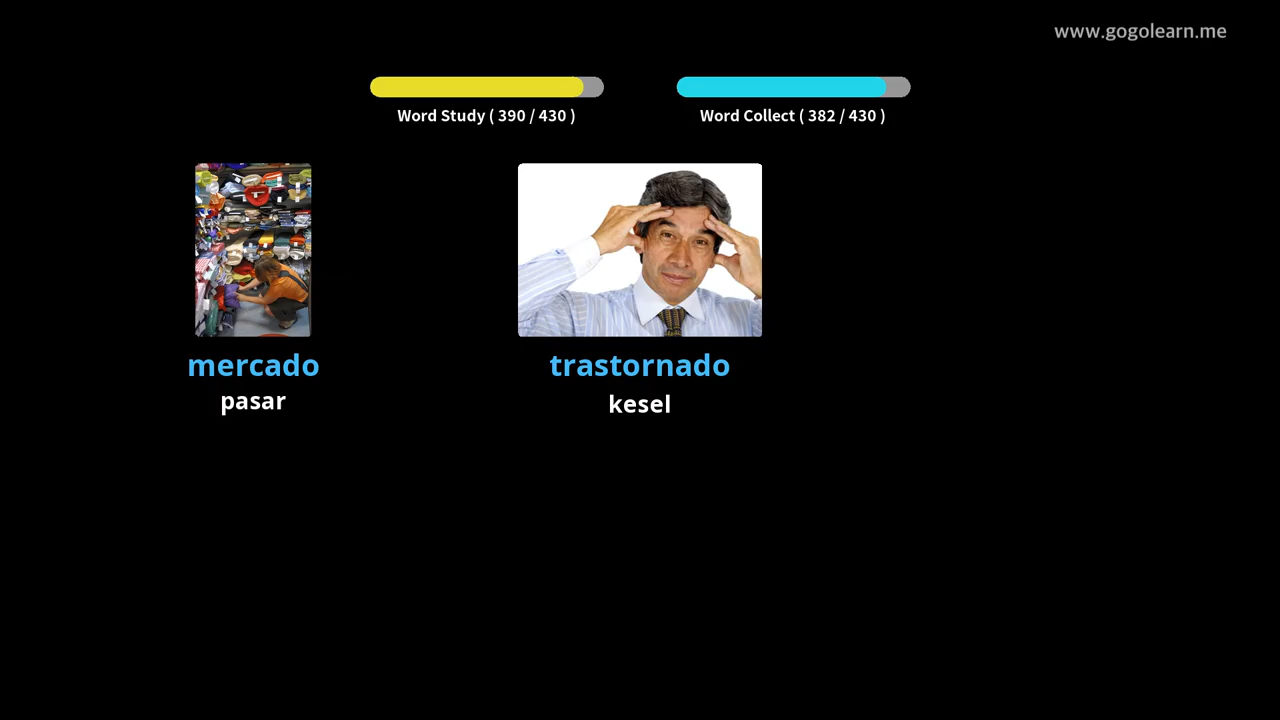 www.gogolearn.me
Word Study ( 390 / 430 )
Word Collect ( 382 / 430 )
mercado
pasar
trastornado
kesel